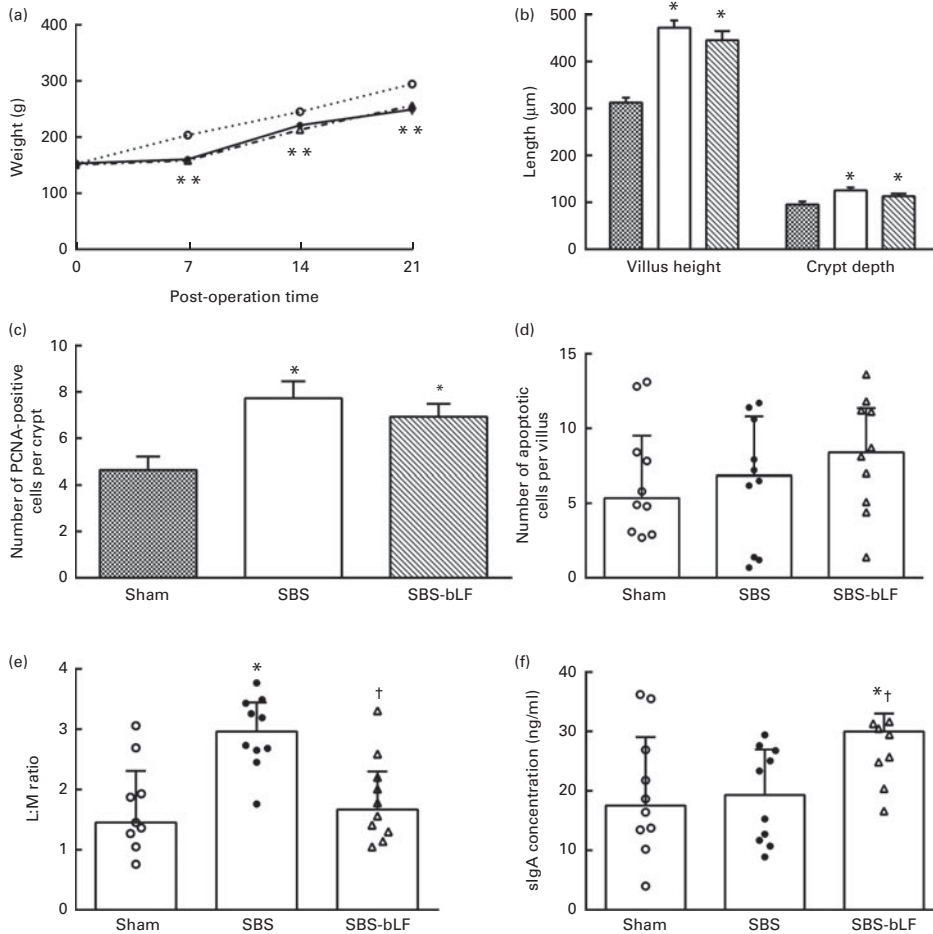 (a)
400
300
200
100
0
Weight (g)
* *
* *
* *
0 7 14 21
Post-operation time
(b)
500
400
300
200
100
0
Length (μm)
* *
* *
Villus height Crypt depth
(c)
10
8
6
4
2
0
Number of PCNA-positive
cells per crypt
*
*
Sham SBS SBS-bLF
(d)
15
10
5
0
Number of apoptotic
cells per villus
Sham SBS SBS-bLF
(e)
4
3
2
1
0
L:M ratio
*
†
Sham SBS SBS-bLF
(f)
40
30
20
10
0
sIgA concentration (ng/ml)
*†
Sham SBS SBS-bLF